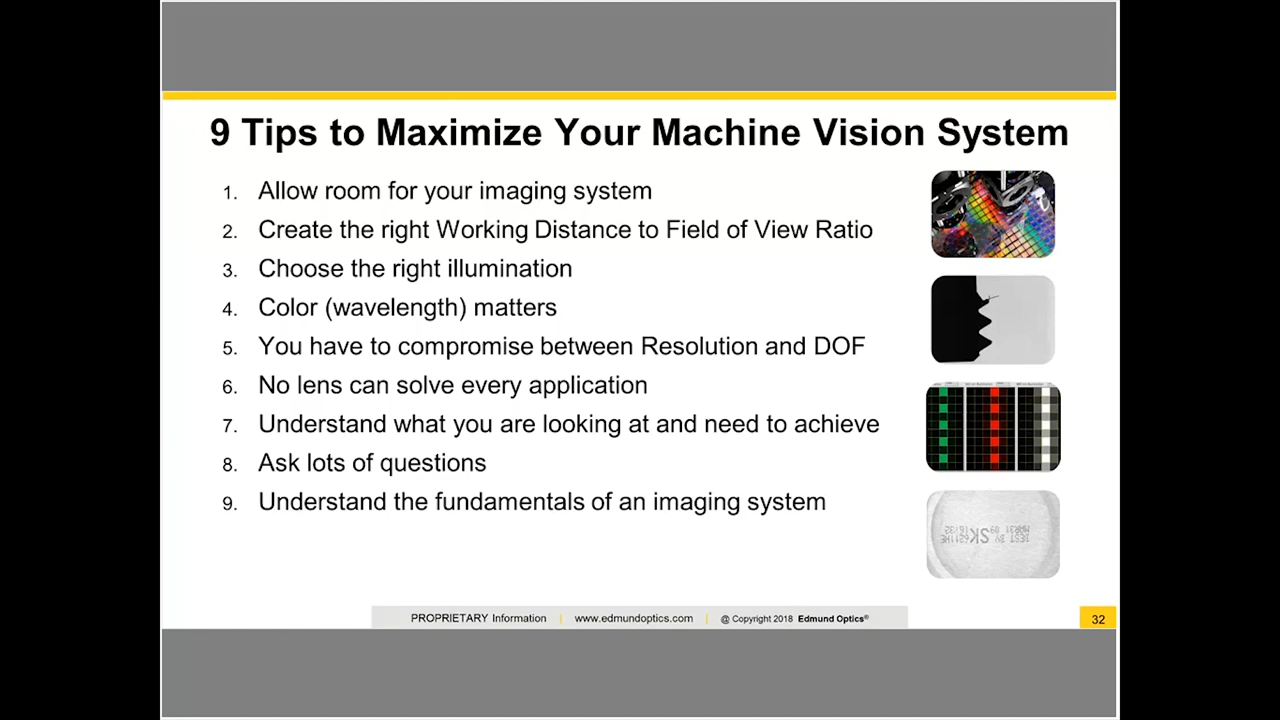 9 Tips to Maximize Your Machine Vision System
1. Allow room for your imaging system
2. Create the right Working Distance to Field of View Ratio
3. Choose the right illumination
4. Color (wavelength) matters
5. You have to compromise between Resolution and DOF
6. No lens can solve every application
7. Understand what you are looking at and need to achieve
8. Ask lots of questions
9. Understand the fundamentals of an imaging system
PROPRIETARY Information | www.edmundoptics.com | @ Copyright 2018 Edmund Optics®
32